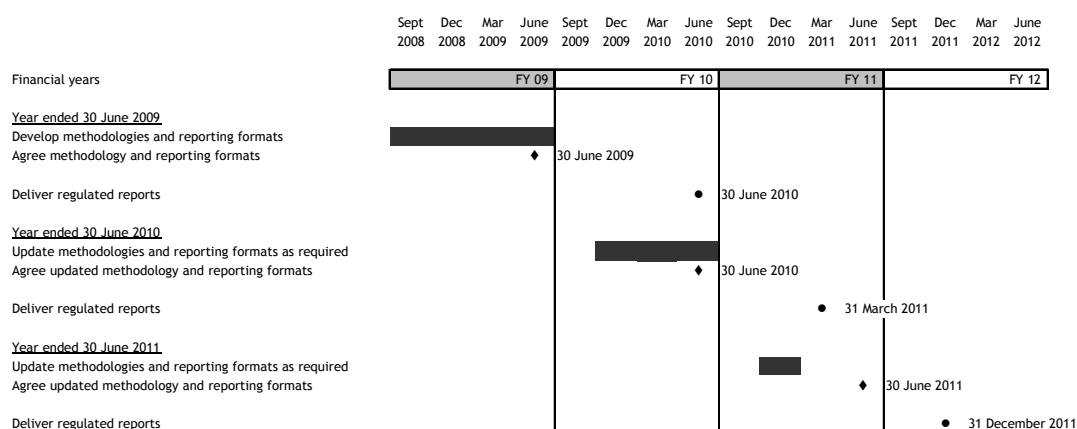 Sept Dec Mar June Sept Dec Mar June Sept Dec Mar June Sept Dec Mar June
2008 2008 2009 2009 2009 2009 2010 2010 2010 2010 2011 2011 2011 2011 2012 2012
Financial years FY 09 FY 10 FY 11 FY 12
Year ended 30 June 2009
Develop methodologies and reporting formats
Agree methodology and reporting formats 30 June 2009
Deliver regulated reports 30 June 2010
Year ended 30 June 2010
Update methodologies and reporting formats as required
Agree updated methodology and reporting formats 30 June 2010
Deliver regulated reports 31 March 2011
Year ended 30 June 2011
Update methodologies and reporting formats as required
Agree updated methodology and reporting formats 30 June 2011
Deliver regulated reports 31 December 2011